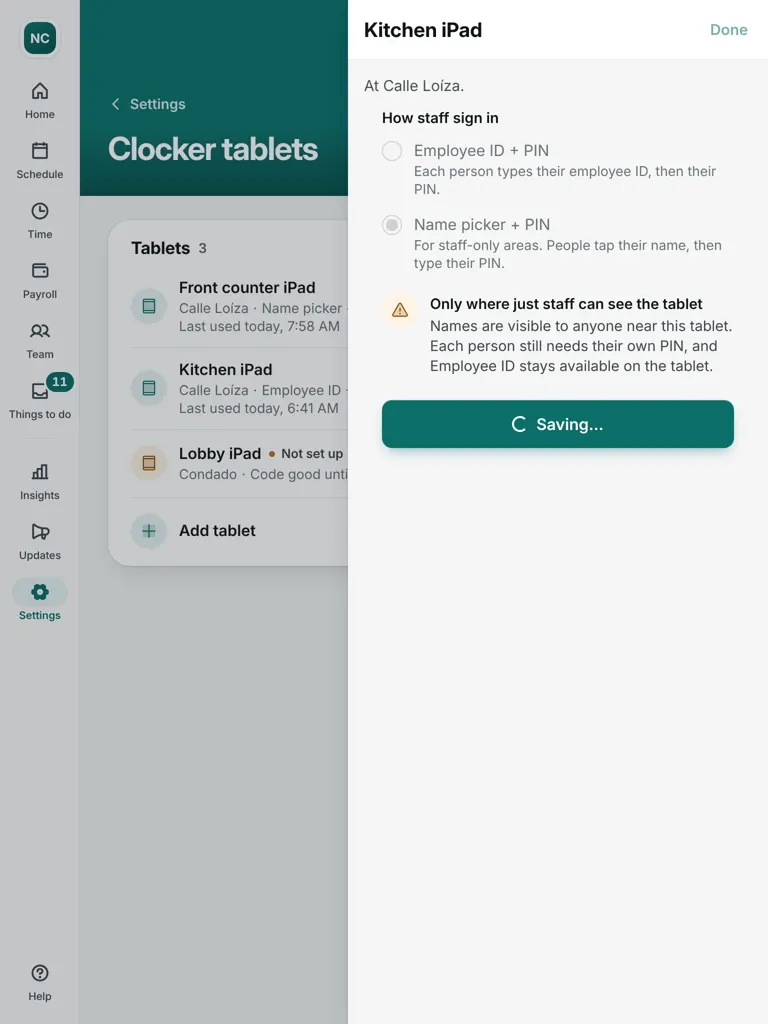 NC
Home
Schedule
Time
Payroll
Team
11
Things to do
Insights
Updates
Settings
Help
Settings
Clocker tablets
Tablets 3
Front counter iPad
Calle Loíza · Name picker
Last used today, 7:58 AM
Kitchen iPad
Calle Loíza · Employee ID
Last used today, 6:41 AM
Lobby iPad • Not set up
Condado · Code good until
Add tablet
Kitchen iPad
Done
At Calle Loíza.
How staff sign in
Employee ID + PIN
Each person types their employee ID, then their
PIN.
Name picker + PIN
For staff-only areas. People tap their name, then
type their PIN.
Only where just staff can see the tablet
Names are visible to anyone near this tablet.
Each person still needs their own PIN, and
Employee ID stays available on the tablet.
Saving...